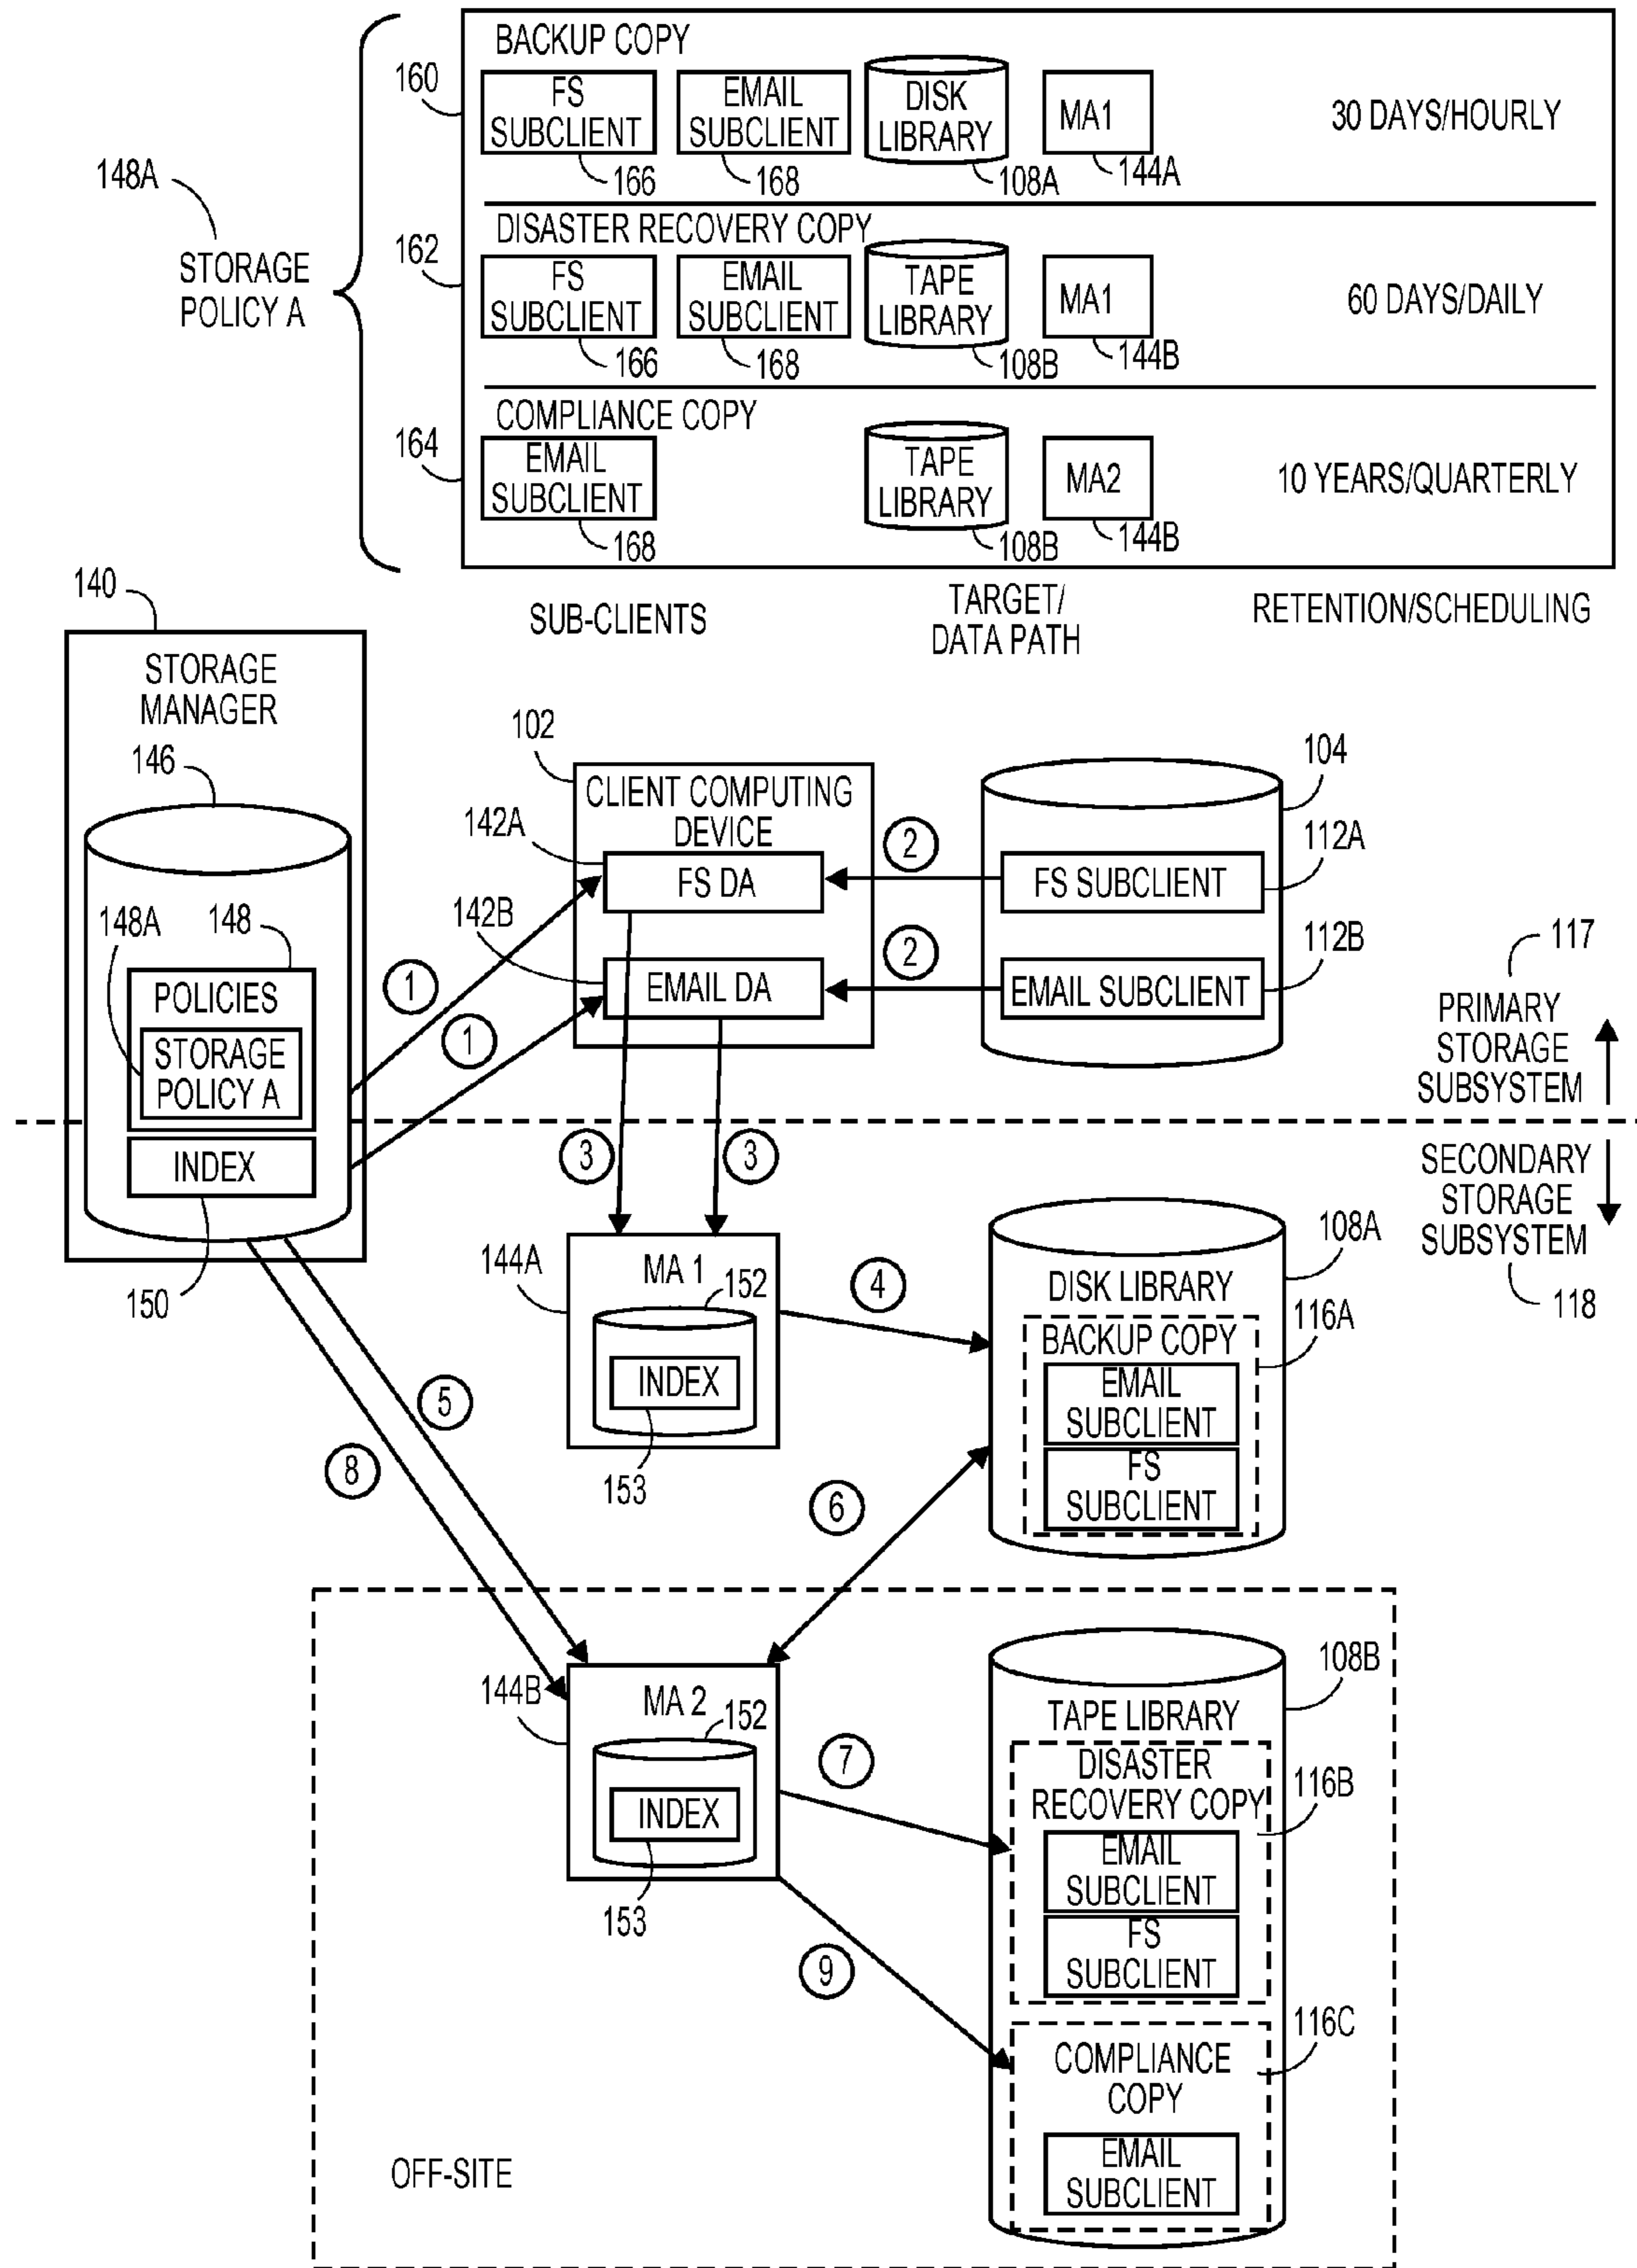 BACKUP COPY
160
FS
SUBCLIENT
166
EMAIL
SUBCLIENT
168
DISK
LIBRARY
108A
MA1
144A
30 DAYS/HOURLY
148A
STORAGE
POLICY A
DISASTER RECOVERY COPY
162
FS
SUBCLIENT
166
EMAIL
SUBCLIENT
168
TAPE
LIBRARY
108B
MA1
144B
60 DAYS/DAILY
COMPLIANCE COPY
164
EMAIL
SUBCLIENT
168
TAPE
LIBRARY
108B
MA2
144B
10 YEARS/QUARTERLY
SUB-CLIENTS
TARGET/
DATA PATH
RETENTION/SCHEDULING
140
STORAGE
MANAGER
146
148A
148
POLICIES
STORAGE
POLICY A
INDEX
150
102
CLIENT COMPUTING
DEVICE
142A
FS DA
142B
EMAIL DA
104
112A
FS SUBCLIENT
112B
EMAIL SUBCLIENT
1
1
2
2
117
PRIMARY
STORAGE
SUBSYSTEM
SECONDARY
STORAGE
SUBSYSTEM
118
3
3
144A
MA 1
152
INDEX
153
4
108A
DISK LIBRARY
116A
BACKUP COPY
EMAIL
SUBCLIENT
FS
SUBCLIENT
5
8
6
144B
MA 2
152
INDEX
153
7
9
108B
TAPE LIBRARY
DISASTER
RECOVERY COPY
116B
EMAIL
SUBCLIENT
FS
SUBCLIENT
116C
COMPLIANCE
COPY
EMAIL
SUBCLIENT
OFF-SITE